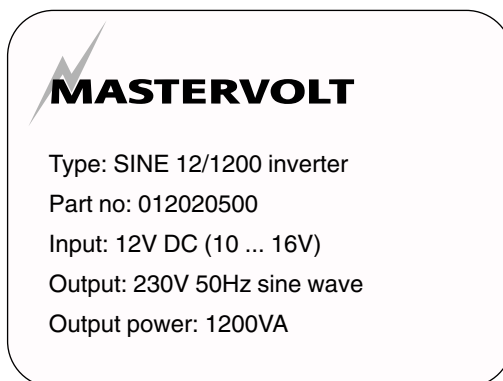 MASTERVOLT
Type: SINE 12/1200 inverter
Part no: 012020500
Input: 12V DC (10 ... 16V)
Output: 230V 50Hz sine wave
Output power: 1200VA